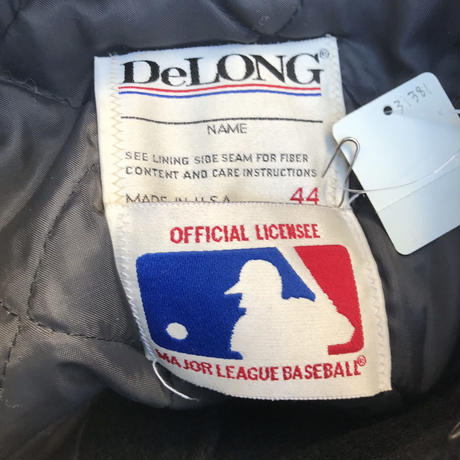 DeLONG®
NAME
SEE LINING SIDE SEAM FOR FIBER
CONTENT AND CARE INSTRUCTIONS
MADE IN U.S.A. 44
OFFICIAL LICENSEE
MAJOR LEAGUE BASEBALL®
31381